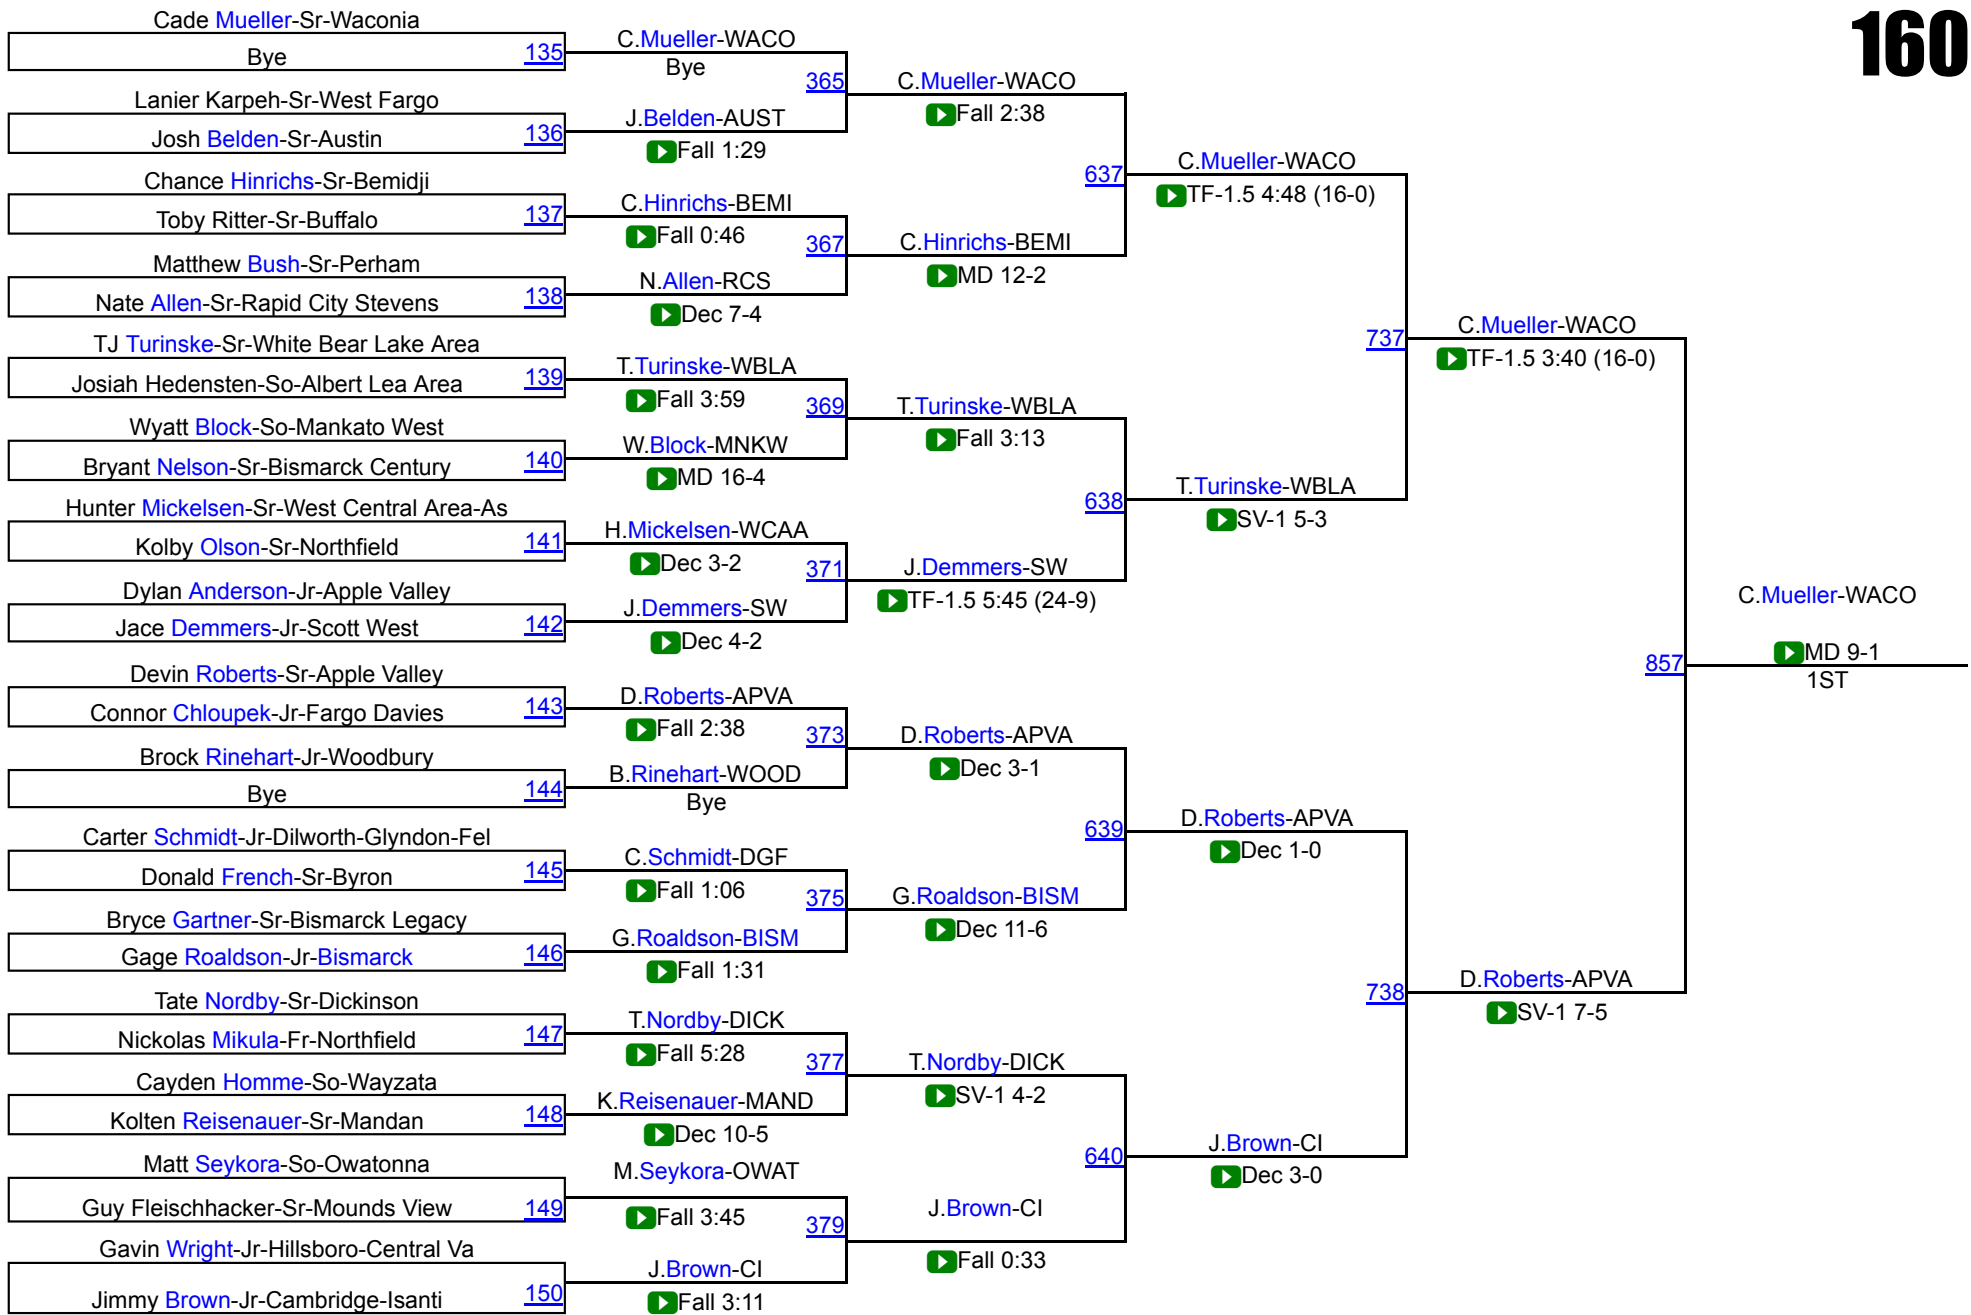 160
Cade Mueller-Sr-Waconia
Bye
135
Lanier Karpeh-Sr-West Fargo
Josh Belden-Sr-Austin
136
Chance Hinrichs-Sr-Bemidji
Toby Ritter-Sr-Buffalo
137
Matthew Bush-Sr-Perham
Nate Allen-Sr-Rapid City Stevens
138
TJ Turinske-Sr-White Bear Lake Area
Josiah Hedensten-So-Albert Lea Area
139
Wyatt Block-So-Mankato West
Bryant Nelson-Sr-Bismarck Century
140
Hunter Mickelsen-Sr-West Central Area-As
Kolby Olson-Sr-Northfield
141
Dylan Anderson-Jr-Apple Valley
Jace Demmers-Jr-Scott West
142
Devin Roberts-Sr-Apple Valley
Connor Chloupek-Jr-Fargo Davies
143
Brock Rinehart-Jr-Woodbury
Bye
144
Carter Schmidt-Jr-Dilworth-Glyndon-Fel
Donald French-Sr-Byron
145
Bryce Gartner-Sr-Bismarck Legacy
Gage Roaldson-Jr-Bismarck
146
Tate Nordby-Sr-Dickinson
Nickolas Mikula-Fr-Northfield
147
Cayden Homme-So-Wayzata
Kolten Reisenauer-Sr-Mandan
148
Matt Seykora-So-Owatonna
Guy Fleischhacker-Sr-Mounds View
149
Gavin Wright-Jr-Hillsboro-Central Va
Jimmy Brown-Jr-Cambridge-Isanti
150
C.Mueller-WACO
Bye
365
J.Belden-AUST
Fall 1:29
C.Hinrichs-BEMI
Fall 0:46
367
N.Allen-RCS
Dec 7-4
T.Turinske-WBLA
Fall 3:59
369
W.Block-MNKW
MD 16-4
H.Mickelsen-WCAA
Dec 3-2
371
J.Demmers-SW
Dec 4-2
D.Roberts-APVA
Fall 2:38
373
B.Rinehart-WOOD
Bye
C.Schmidt-DGF
Fall 1:06
375
G.Roaldson-BISM
Fall 1:31
T.Nordby-DICK
Fall 5:28
377
K.Reisenauer-MAND
Dec 10-5
M.Seykora-OWAT
Fall 3:45
379
J.Brown-CI
Fall 3:11
C.Mueller-WACO
Fall 2:38
637
C.Hinrichs-BEMI
MD 12-2
T.Turinske-WBLA
Fall 3:13
638
J.Demmers-SW
TF-1.5 5:45 (24-9)
D.Roberts-APVA
Dec 3-1
639
G.Roaldson-BISM
Dec 11-6
T.Nordby-DICK
SV-1 4-2
640
J.Brown-CI
Fall 0:33
C.Mueller-WACO
TF-1.5 4:48 (16-0)
737
T.Turinske-WBLA
SV-1 5-3
D.Roberts-APVA
Dec 1-0
738
J.Brown-CI
Dec 3-0
C.Mueller-WACO
TF-1.5 3:40 (16-0)
857
D.Roberts-APVA
SV-1 7-5
C.Mueller-WACO
MD 9-1
1ST